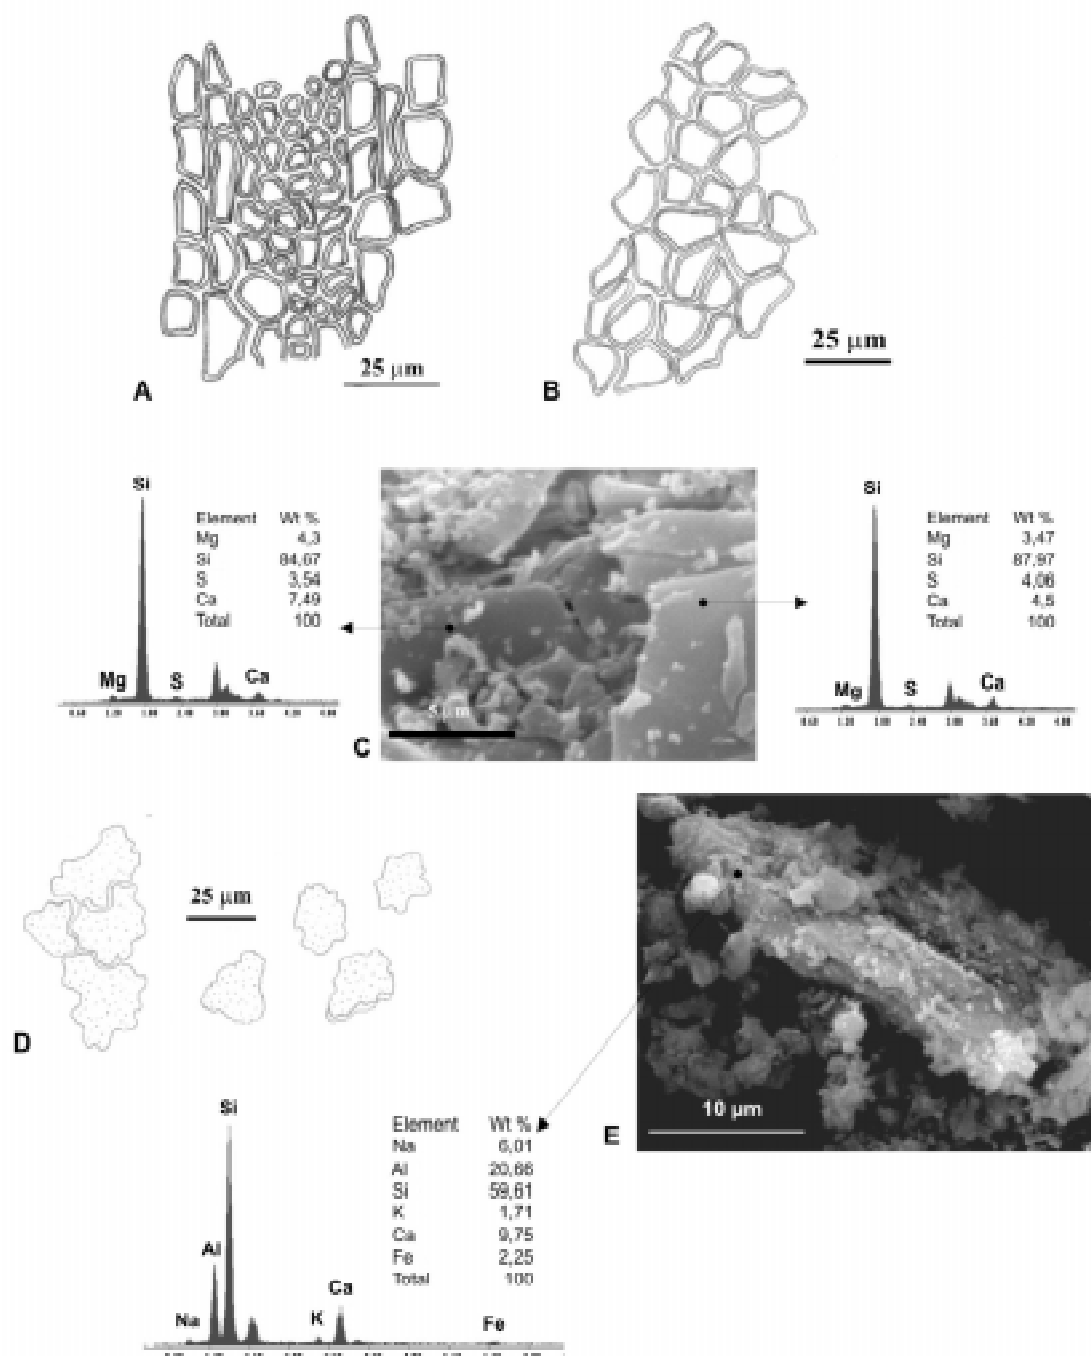 25 µm
A
25 µm
B
Si
Element Wt %
Mg 4,3
Si 84,67
S 3,54
Ca 7,49
Total 100
Mg S Ca
C
Si
Element Wt %
Mg 3,47
Si 87,97
S 4,06
Ca 4,5
Total 100
Mg S Ca
25 µm
D
10 µm
E
Si
Element Wt %
Na 6,01
Al 20,66
Si 59,61
K 1,71
Ca 9,75
Fe 2,25
Total 100
Al
Ca
Na K Fe